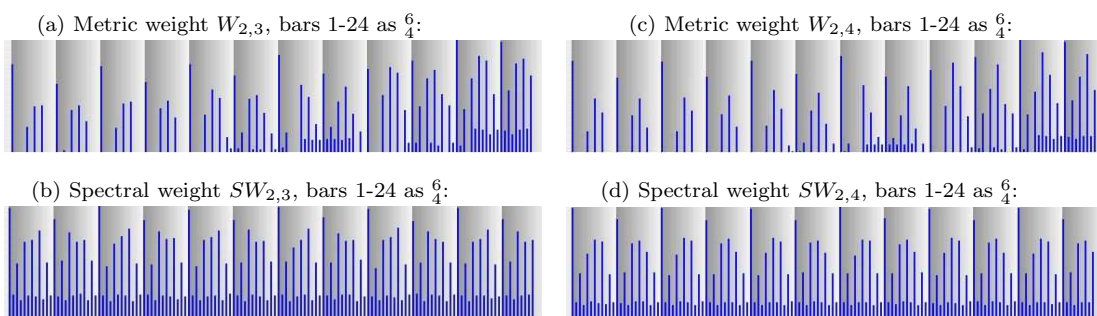 (a) Metric weight W2,3, bars 1-24 as 6/4:
(c) Metric weight W2,4, bars 1-24 as 6/4:
(b) Spectral weight SW2,3, bars 1-24 as 6/4:
(d) Spectral weight SW2,4, bars 1-24 as 6/4: